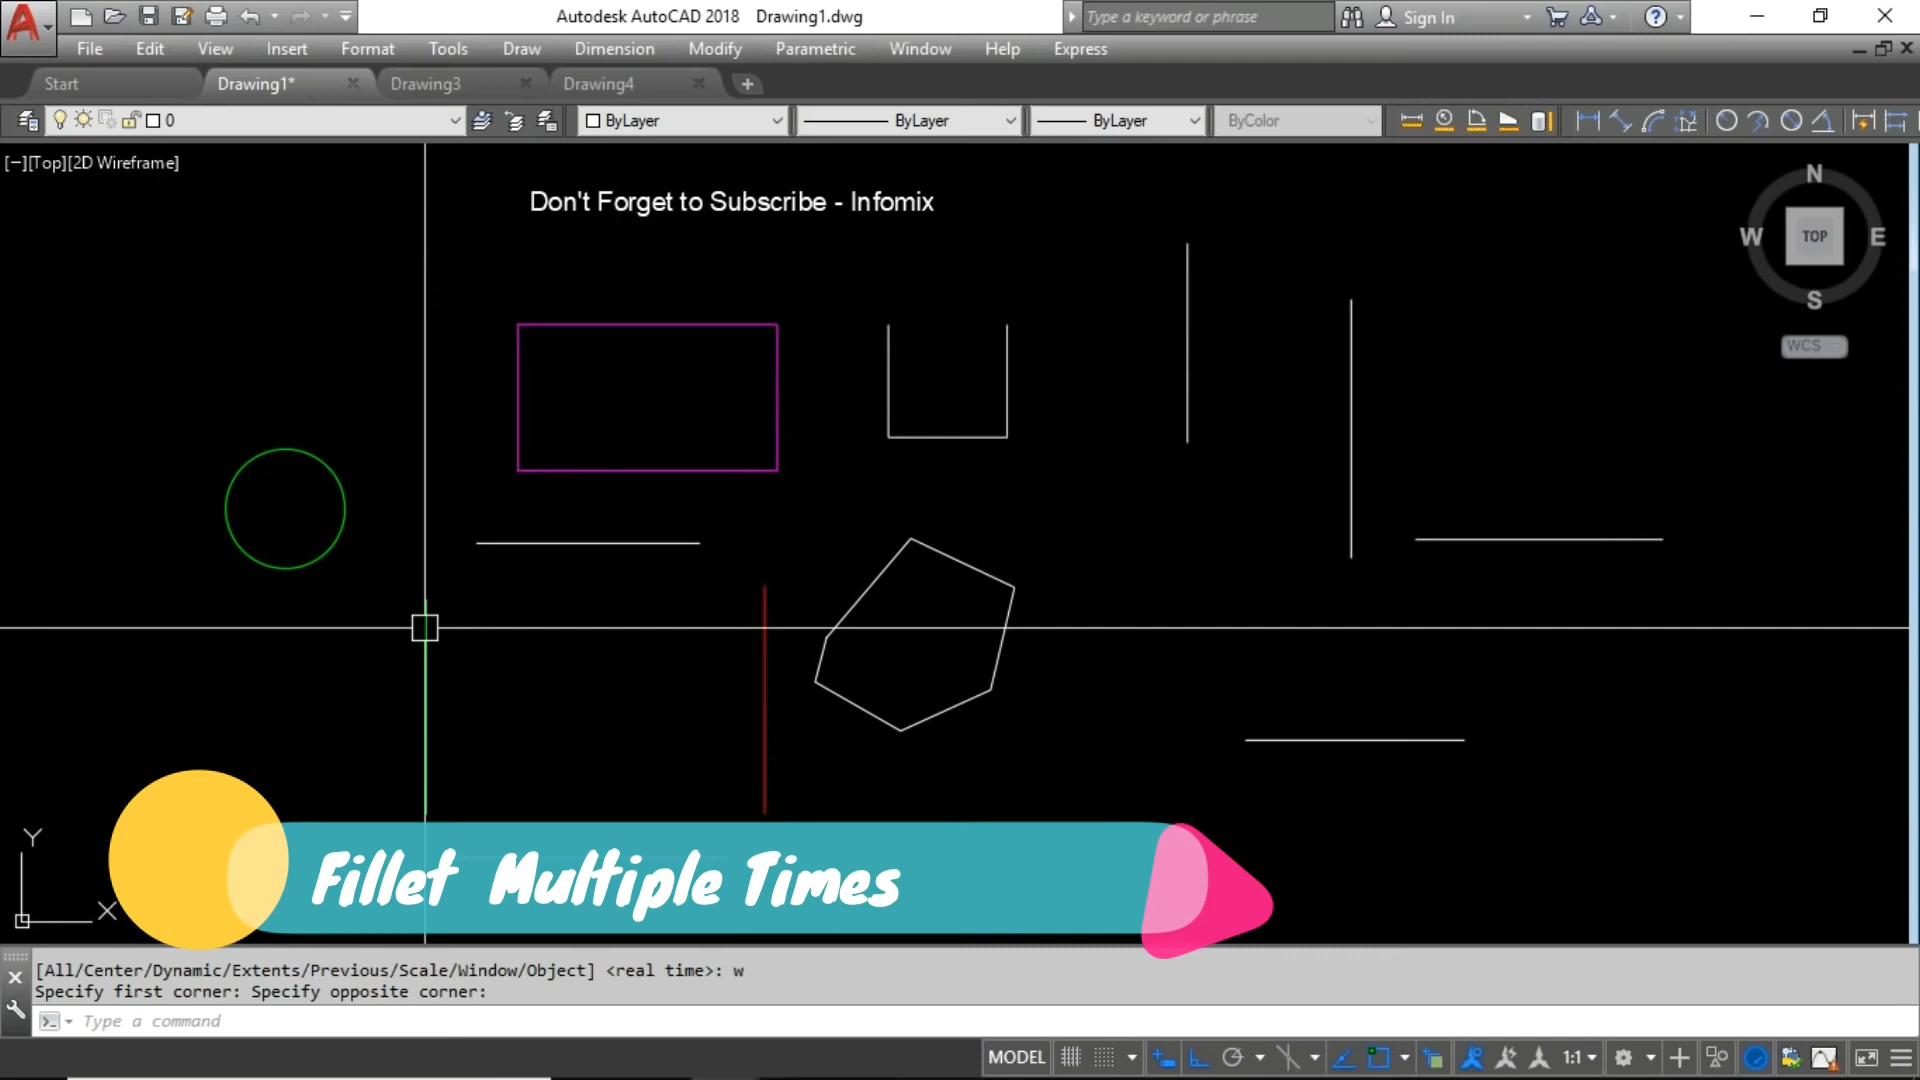 Autodesk AutoCAD 2018 Drawing1.dwg
Type a keyword or phrase
Sign In
File Edit View Insert Format Tools Draw Dimension Modify Parametric Window Help Express
Start Drawing1* Drawing3 Drawing4
0 ByLayer ByLayer ByLayer ByColor
[−][Top][2D Wireframe]
Don't Forget to Subscribe - Infomix
N
W TOP E
S
WCS
Y
X
Fillet Multiple Times
[All/Center/Dynamic/Extents/Previous/Scale/Window/Object] <real time>: w
Specify first corner: Specify opposite corner:
Type a command
MODEL 1:1